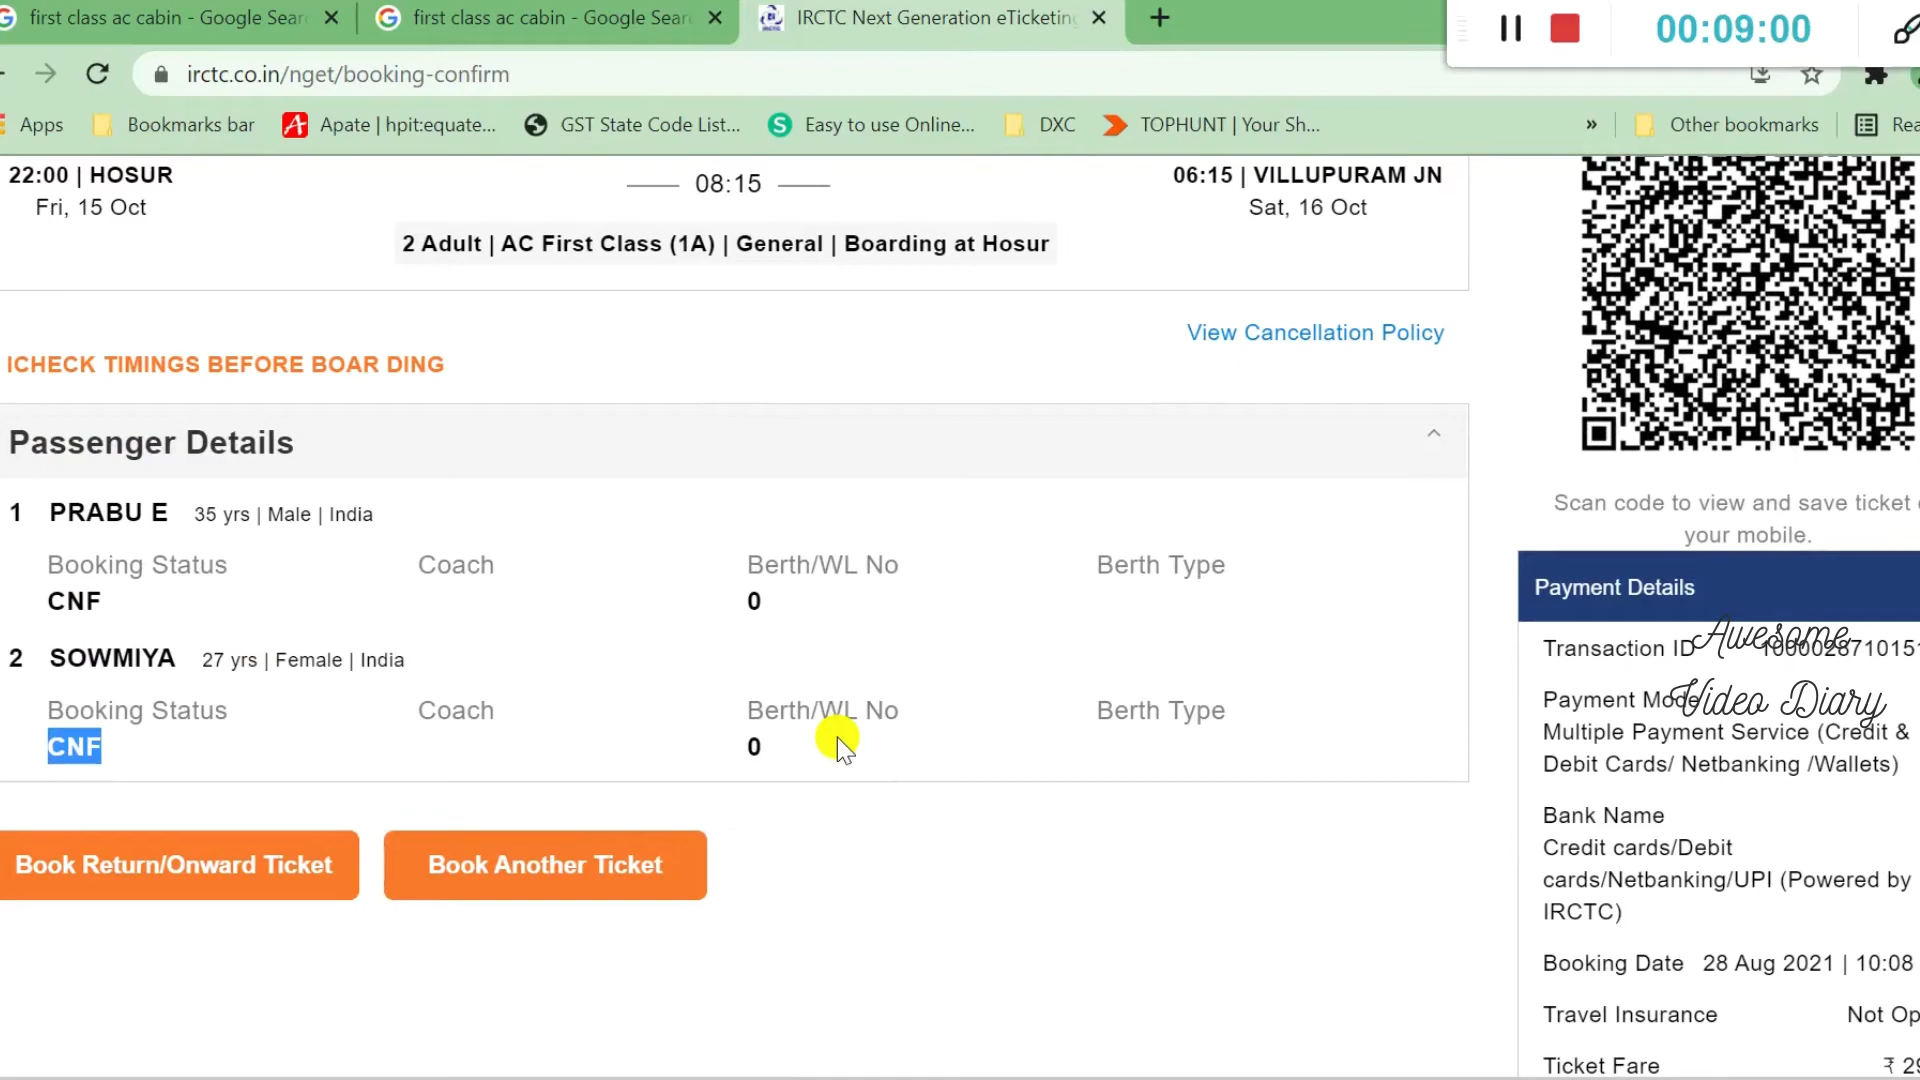 first class ac cabin - Google Sear
first class ac cabin - Google Sear
IRCTC Next Generation eTicketing
00:09:00
irctc.co.in/nget/booking-confirm
Apps
Bookmarks bar
Apate | hpit:equate...
GST State Code List...
Easy to use Online...
DXC
TOPHUNT | Your Sh...
»
Other bookmarks
Rea
22:00 | HOSUR
08:15
06:15 | VILLUPURAM JN
Fri, 15 Oct
Sat, 16 Oct
2 Adult | AC First Class (1A) | General | Boarding at Hosur
View Cancellation Policy
ICHECK TIMINGS BEFORE BOAR DING
Passenger Details
1 PRABU E 35 yrs | Male | India
Booking Status Coach Berth/WL No Berth Type
CNF 0
2 SOWMIYA 27 yrs | Female | India
Booking Status Coach Berth/WL No Berth Type
CNF 0
Book Return/Onward Ticket
Book Another Ticket
Scan code to view and save ticket
your mobile.
Payment Details
Transaction ID 1000028710151
Awesome
Video Diary
Payment Mode
Multiple Payment Service (Credit &
Debit Cards/ Netbanking /Wallets)
Bank Name
Credit cards/Debit
cards/Netbanking/UPI (Powered by
IRCTC)
Booking Date 28 Aug 2021 | 10:08
Travel Insurance Not Op
Ticket Fare ₹ 29